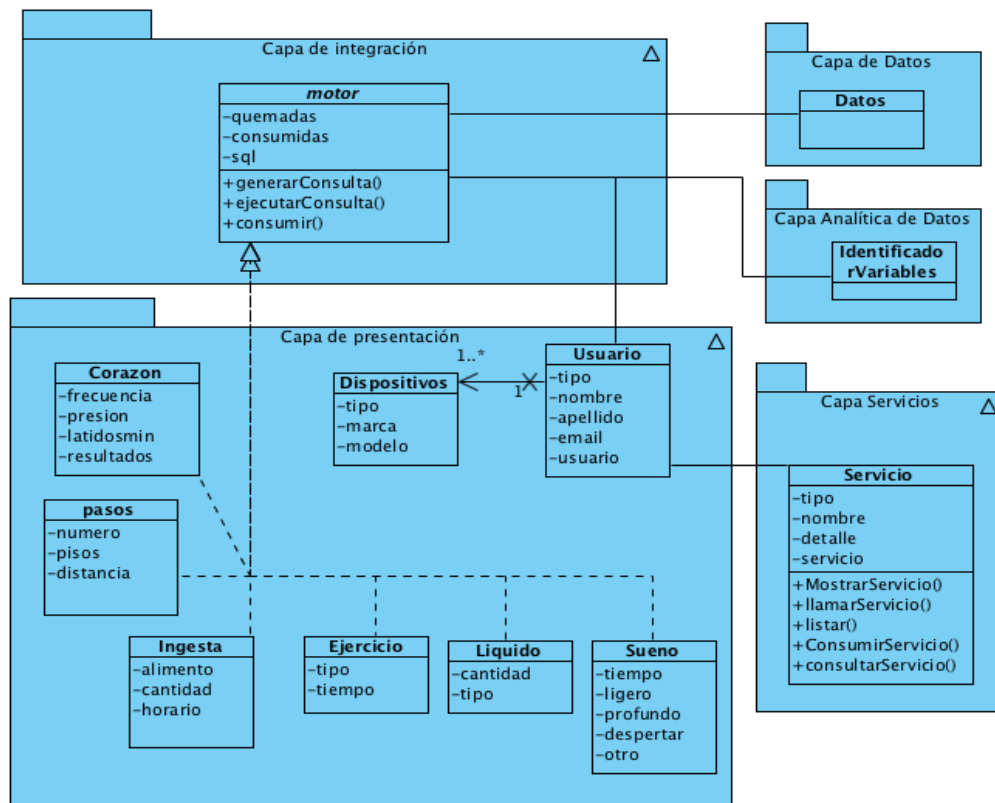 Capa de integración
motor
-quemadas
-consumidas
-sql
+generarConsulta()
+ejecutarConsulta()
+consumir()
Capa de Datos
Datos
Capa Analítica de Datos
Identificado
rVariables
Capa de presentación
Corazon
-frecuencia
-presion
-latidosmin
-resultados
pasos
-numero
-pisos
-distancia
1..*
1
Dispositivos
-tipo
-marca
-modelo
Usuario
-tipo
-nombre
-apellido
-email
-usuario
Ingesta
-alimento
-cantidad
-horario
Ejercicio
-tipo
-tiempo
Liquido
-cantidad
-tipo
Sueno
-tiempo
-ligero
-profundo
-despertar
-otro
Capa Servicios
Servicio
-tipo
-nombre
-detalle
-servicio
+MostrarServicio()
+llamarServicio()
+listar()
+ConsumirServicio()
+consultarServicio()